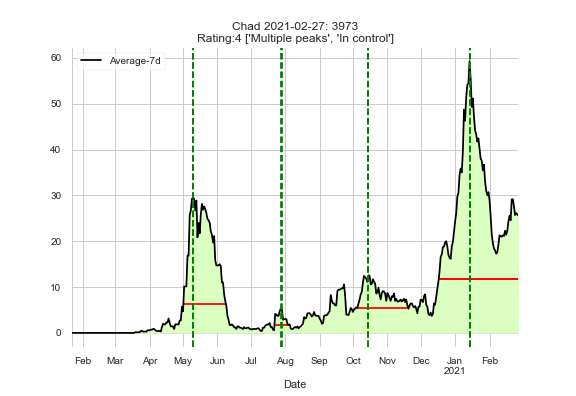 Chad 2021-02-27: 3973
Rating:4 ['Multiple peaks', 'In control']
Average-7d
60
50
40
30
20
10
0
Feb Mar Apr May Jun Jul Aug Sep Oct Nov Dec Jan Feb
2021
Date